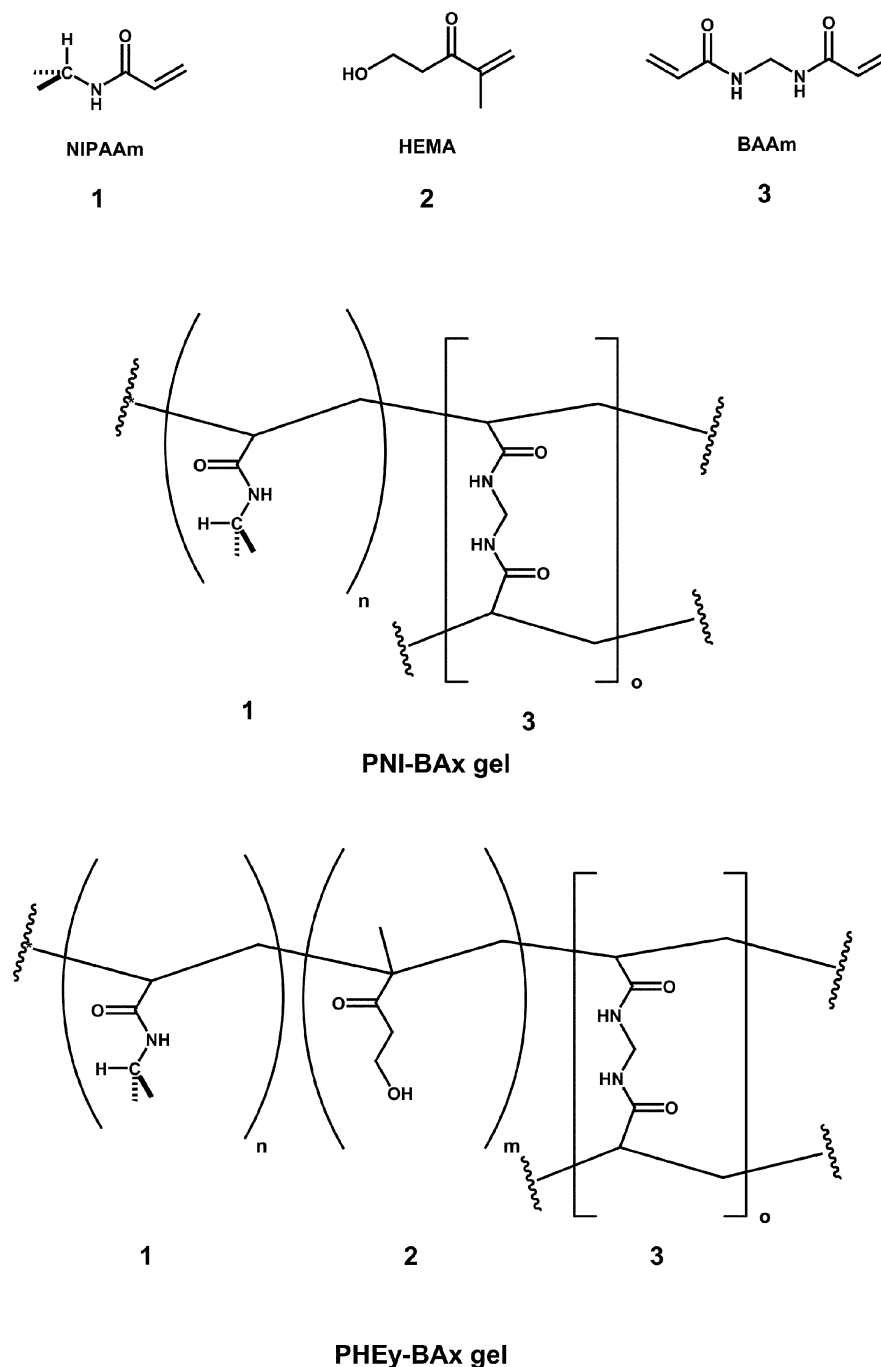 H
O
C
N
H
NIPAAm
1
O
HO
HEMA
2
O
O
N
H
N
H
BAAm
3
*
O
NH
H
C
n
O
HN
HN
O
o
1
3
PNI-BAx gel
*
O
NH
H
C
n
O
OH
m
O
HN
HN
O
o
1
2
3
PHEy-BAx gel